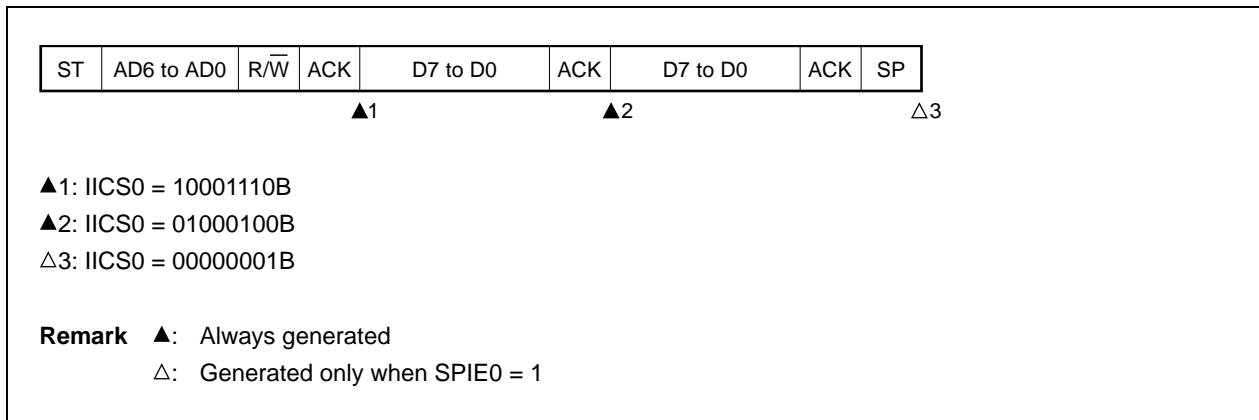 ST AD6 to AD0 R/W̅ ACK D7 to D0 ACK D7 to D0 ACK SP
▲1 ▲2 △3
▲1: IICS0 = 10001110B
▲2: IICS0 = 01000100B
△3: IICS0 = 00000001B
Remark ▲: Always generated
△: Generated only when SPIE0 = 1